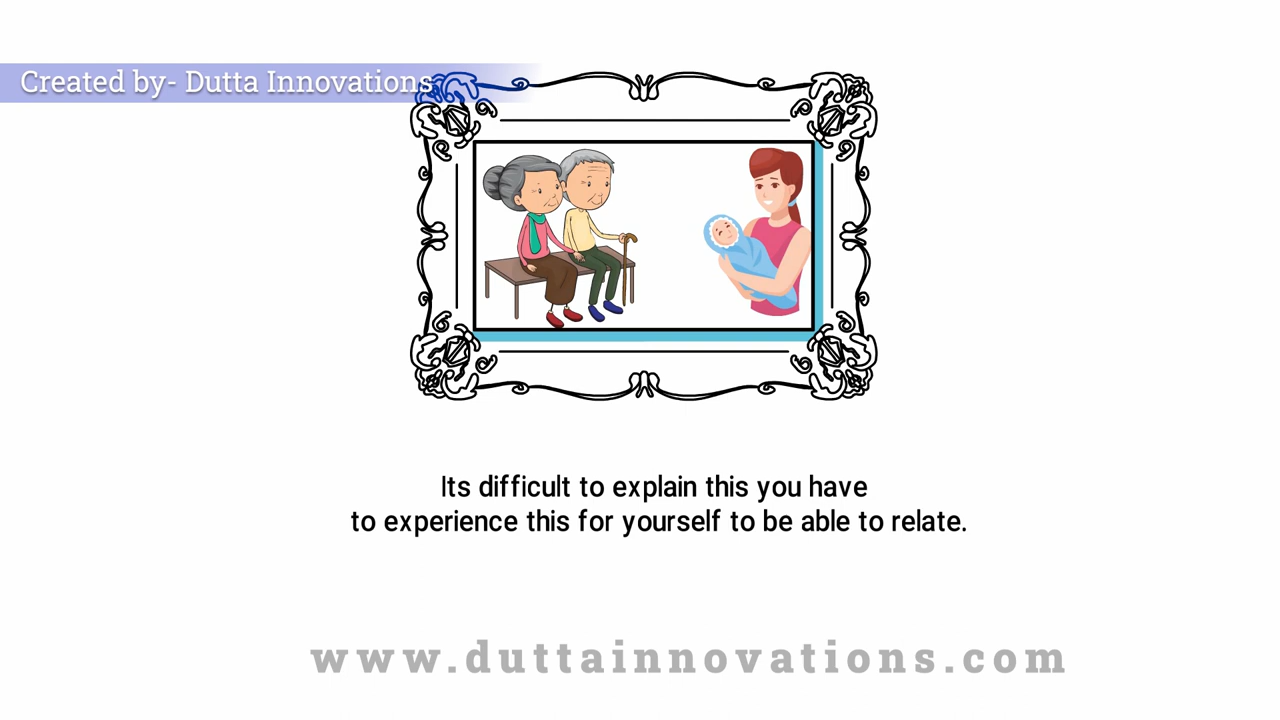 Created by- Dutta Innovations
Its difficult to explain this you have
to experience this for yourself to be able to relate.
www.duttainnovations.com